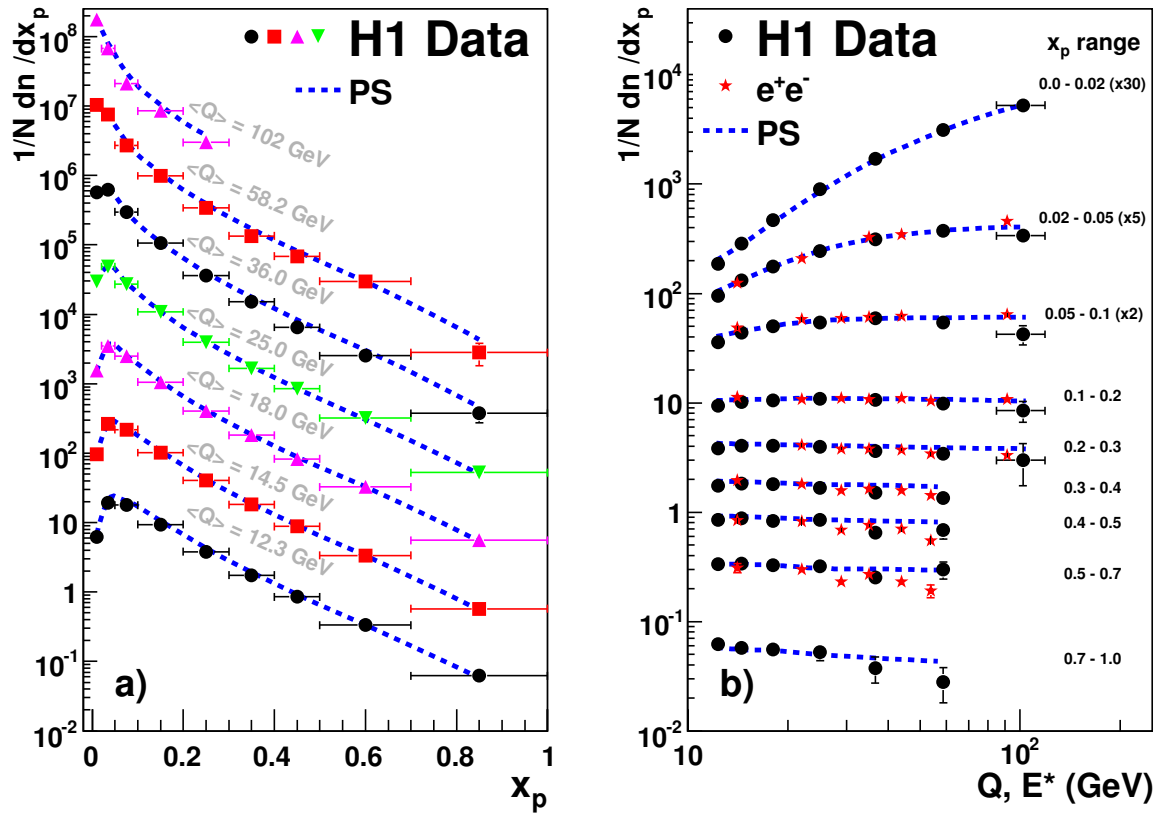 1/N dn /dx_p
H1 Data
PS
10^8
10^7
10^6
10^5
10^4
10^3
10^2
10
1
10^-1
10^-2
<Q> = 102 GeV
<Q> = 58.2 GeV
<Q> = 36.0 GeV
<Q> = 25.0 GeV
<Q> = 18.0 GeV
<Q> = 14.5 GeV
<Q> = 12.3 GeV
a)
0 0.2 0.4 0.6 0.8 1
x_p
1/N dn /dx_p
H1 Data
e^+e^-
PS
x_p range
0.0 - 0.02 (x30)
0.02 - 0.05 (x5)
0.05 - 0.1 (x2)
0.1 - 0.2
0.2 - 0.3
0.3 - 0.4
0.4 - 0.5
0.5 - 0.7
0.7 - 1.0
10^4
10^3
10^2
10
1
10^-1
10^-2
b)
10 10^2
Q, E* (GeV)